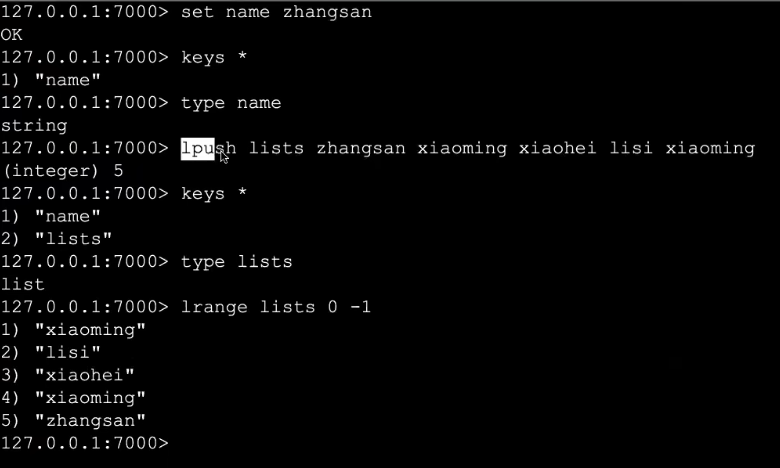 127.0.0.1:7000> set name zhangsan
OK
127.0.0.1:7000> keys *
1) "name"
127.0.0.1:7000> type name
string
127.0.0.1:7000> lpush lists zhangsan xiaoming xiaohei lisi xiaoming
(integer) 5
127.0.0.1:7000> keys *
1) "name"
2) "lists"
127.0.0.1:7000> type lists
list
127.0.0.1:7000> lrange lists 0 -1
1) "xiaoming"
2) "lisi"
3) "xiaohei"
4) "xiaoming"
5) "zhangsan"
127.0.0.1:7000>